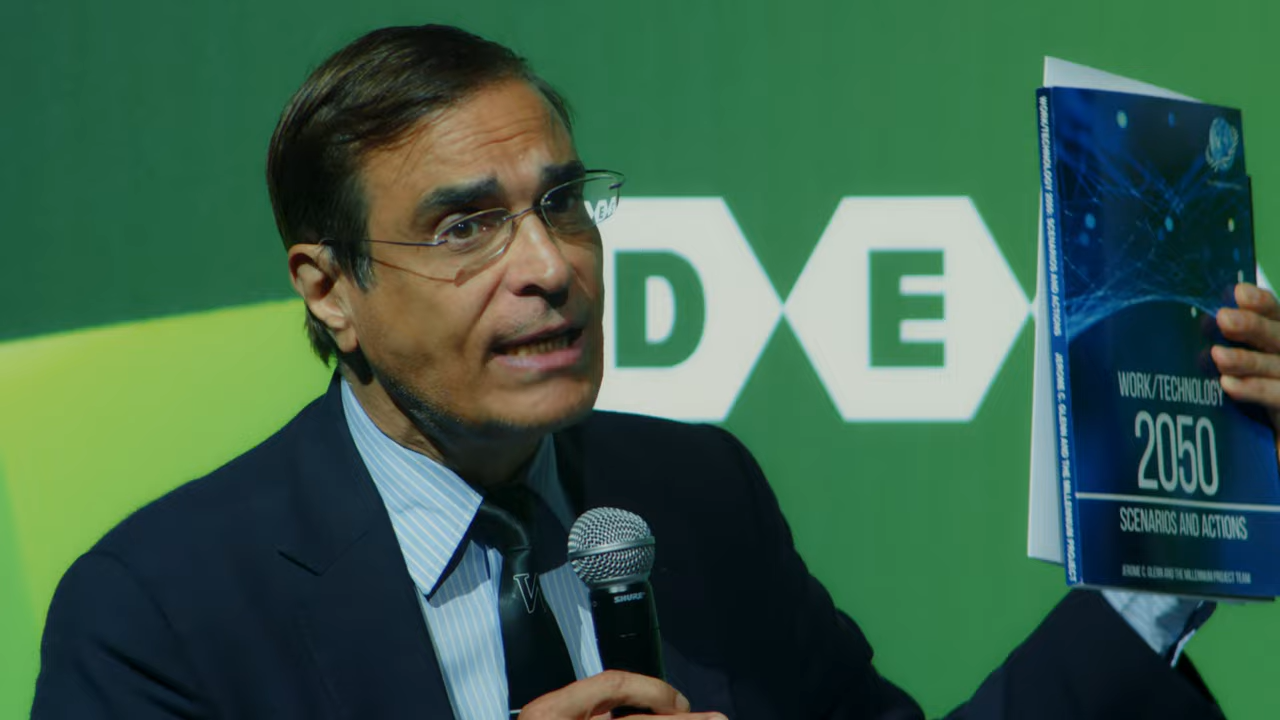 D E
WORK/TECHNOLOGY 2050: SCENARIOS AND ACTIONS JEROME C. GLENN AND THE MILLENNIUM PROJECT
WORK/TECHNOLOGY
2050
SCENARIOS AND ACTIONS
JEROME C. GLENN AND THE MILLENNIUM PROJECT TEAM
V
SHURE